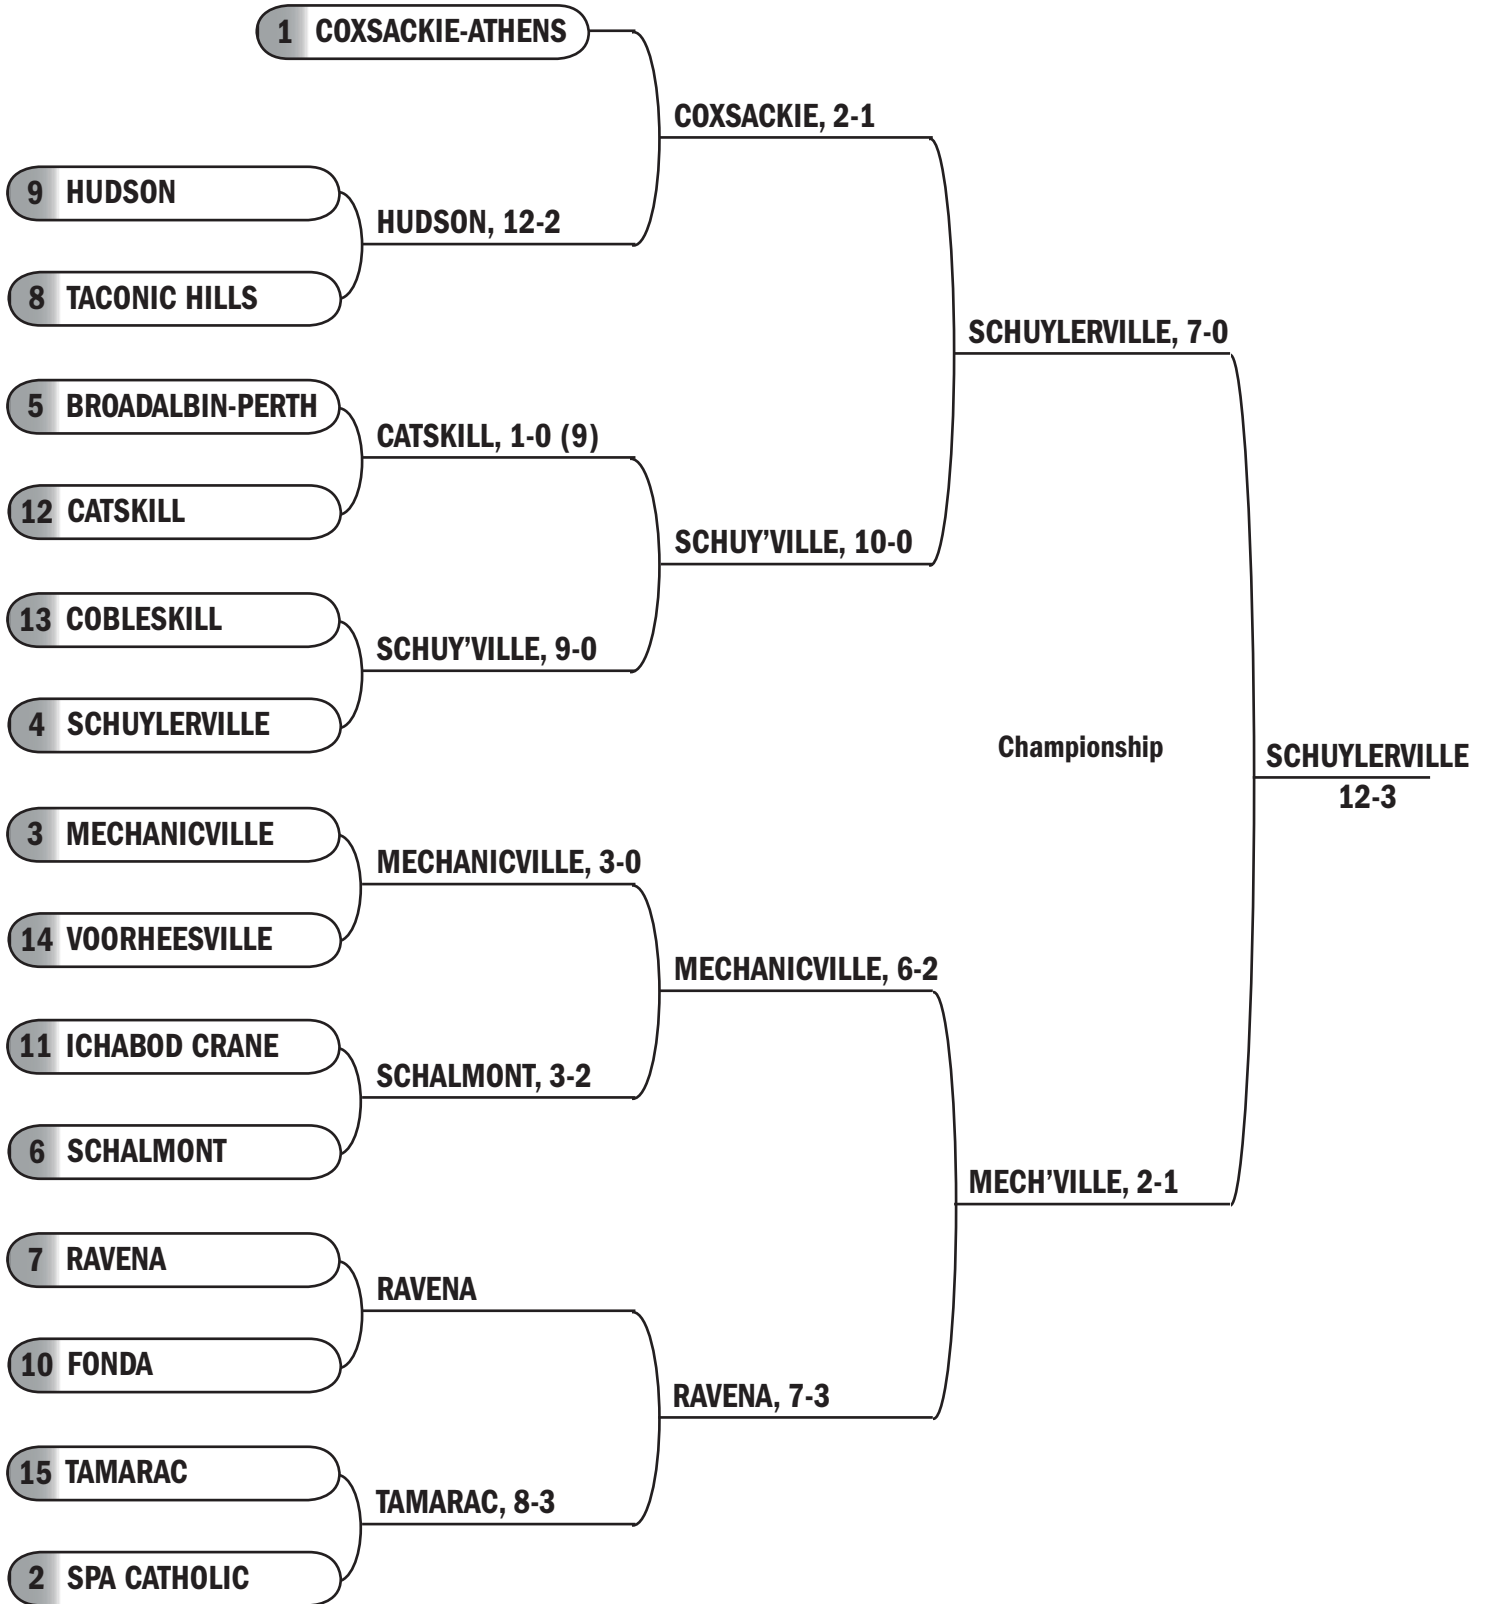 1 COXSACKIE-ATHENS
COXSACKIE, 2-1
9 HUDSON
HUDSON, 12-2
8 TACONIC HILLS
SCHUYLERVILLE, 7-0
5 BROADALBIN-PERTH
CATSKILL, 1-0 (9)
12 CATSKILL
SCHUY’VILLE, 10-0
13 COBLESKILL
SCHUY’VILLE, 9-0
4 SCHUYLERVILLE
Championship
SCHUYLERVILLE
12-3
3 MECHANICVILLE
MECHANICVILLE, 3-0
14 VOORHEESVILLE
MECHANICVILLE, 6-2
11 ICHABOD CRANE
SCHALMONT, 3-2
6 SCHALMONT
MECH’VILLE, 2-1
7 RAVENA
RAVENA
10 FONDA
RAVENA, 7-3
15 TAMARAC
TAMARAC, 8-3
2 SPA CATHOLIC